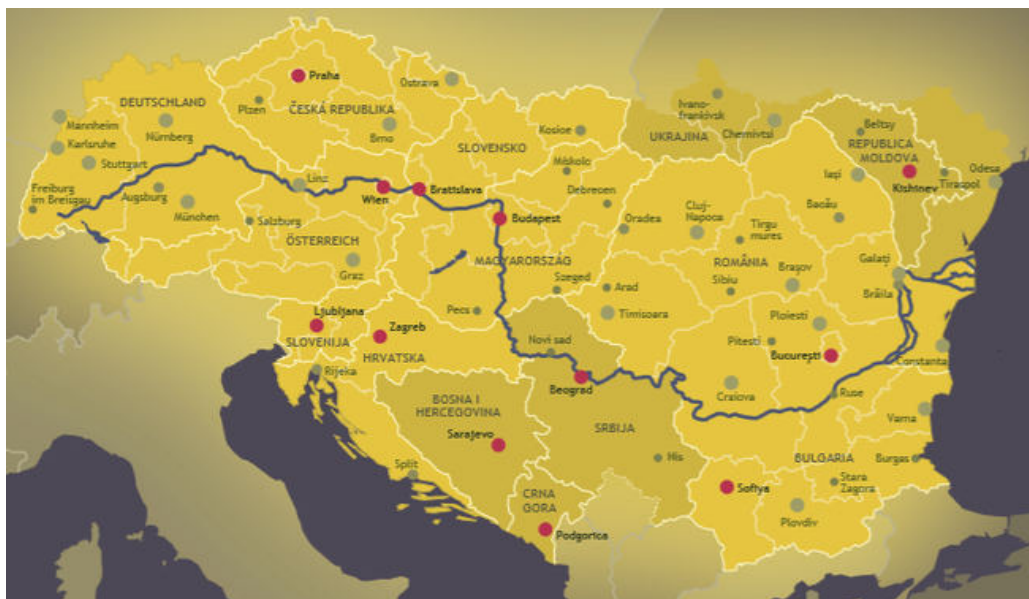 Praha
Ostrava
DEUTSCHLAND
Plzen
ČESKÁ REPUBLIKA
Mannheim
Nürnberg
Brno
Karlsruhe
Stuttgart
SLOVENSKO
Kosice
Ivano-
frankivsk
UKRAJINA
Chernivtsi
Beltsy
REPUBLICA
MOLDOVA
Kishinev
Tiraspol
Odesa
Freiburg
im Breisgau
Augsburg
München
Linz
Salzburg
Wien
Bratislava
Budapest
Debrecen
Oradea
Cluj-
Napoca
Tirgu
mures
Iași
Bacău
ÖSTERREICH
Graz
MAGYARORSZÁG
Szeged
Pecs
Arad
Timisoara
ROMÂNIA
Sibiu
Brașov
Galați
Brăila
Ljubljana
SLOVENIJA
Zagreb
HRVATSKA
Rijeka
Novi sad
Beograd
Ploiesti
Pitesti
București
Craiova
Constanta
Ruse
Varna
BOSNA I
HERCEGOVINA
Sarajevo
SRBIJA
His
Split
CRNA
GORA
Podgorica
BULGARIA
Burgas
Sofiya
Stara
Zagora
Plovdiv